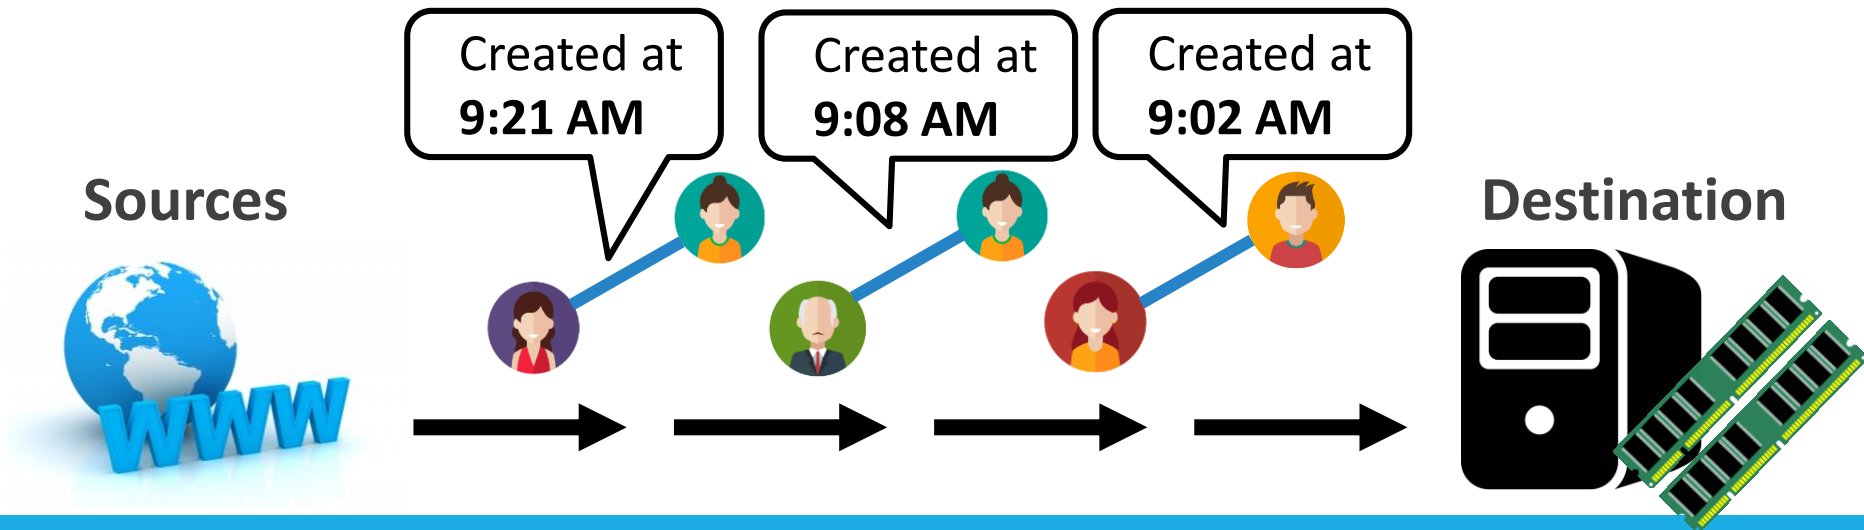 Created at
9:21 AM
Created at
9:08 AM
Created at
9:02 AM
Sources
Destination
WWW